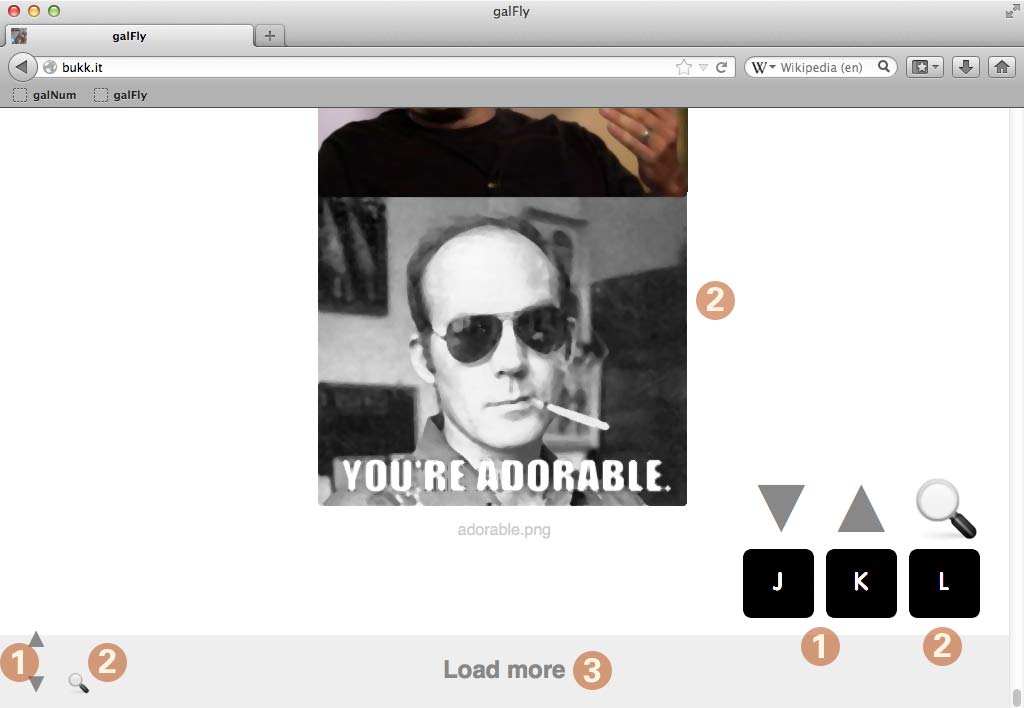 galFly
galFly
bukk.it
W Wikipedia (en)
galNum galFly
2
YOU'RE ADORABLE.
adorable.png
J K L
1 2
1 2
Load more 3